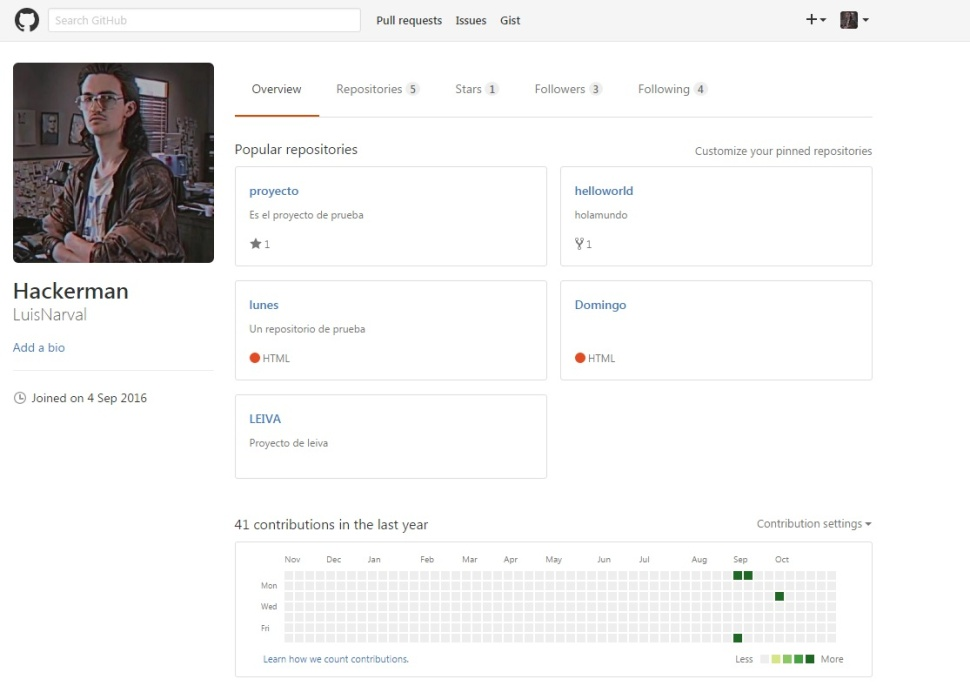 Search GitHub Pull requests Issues Gist
Overview Repositories 5 Stars 1 Followers 3 Following 4
Popular repositories Customize your pinned repositories
proyecto
Es el proyecto de prueba
1
helloworld
holamundo
1
Hackerman
LuisNarval
Add a bio
Joined on 4 Sep 2016
lunes
Un repositorio de prueba
HTML
Domingo
HTML
LEIVA
Proyecto de leiva
41 contributions in the last year Contribution settings
Nov Dec Jan Feb Mar Apr May Jun Jul Aug Sep Oct
Mon
Wed
Fri
Learn how we count contributions. Less More